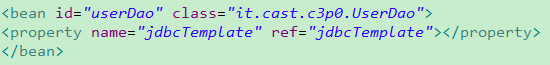 <bean id="userDao" class="it.cast.c3p0.UserDao">
<property name="jdbcTemplate" ref="jdbcTemplate"></property>
</bean>